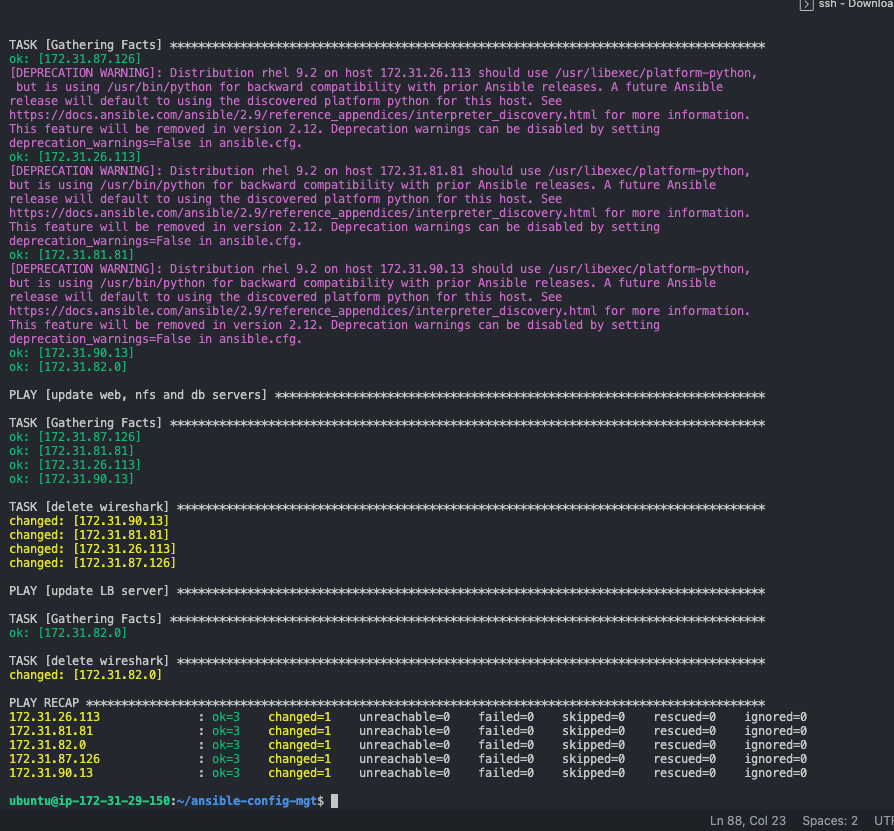 ssh - Downloa
TASK [Gathering Facts] *************************************************************************************
ok: [172.31.87.126]
[DEPRECATION WARNING]: Distribution rhel 9.2 on host 172.31.26.113 should use /usr/libexec/platform-python,
but is using /usr/bin/python for backward compatibility with prior Ansible releases. A future Ansible
release will default to using the discovered platform python for this host. See
https://docs.ansible.com/ansible/2.9/reference_appendices/interpreter_discovery.html for more information.
This feature will be removed in version 2.12. Deprecation warnings can be disabled by setting
deprecation_warnings=False in ansible.cfg.
ok: [172.31.26.113]
[DEPRECATION WARNING]: Distribution rhel 9.2 on host 172.31.81.81 should use /usr/libexec/platform-python,
but is using /usr/bin/python for backward compatibility with prior Ansible releases. A future Ansible
release will default to using the discovered platform python for this host. See
https://docs.ansible.com/ansible/2.9/reference_appendices/interpreter_discovery.html for more information.
This feature will be removed in version 2.12. Deprecation warnings can be disabled by setting
deprecation_warnings=False in ansible.cfg.
ok: [172.31.81.81]
[DEPRECATION WARNING]: Distribution rhel 9.2 on host 172.31.90.13 should use /usr/libexec/platform-python,
but is using /usr/bin/python for backward compatibility with prior Ansible releases. A future Ansible
release will default to using the discovered platform python for this host. See
https://docs.ansible.com/ansible/2.9/reference_appendices/interpreter_discovery.html for more information.
This feature will be removed in version 2.12. Deprecation warnings can be disabled by setting
deprecation_warnings=False in ansible.cfg.
ok: [172.31.90.13]
ok: [172.31.82.0]
PLAY [update web, nfs and db servers] **********************************************************************
TASK [Gathering Facts] *************************************************************************************
ok: [172.31.87.126]
ok: [172.31.81.81]
ok: [172.31.26.113]
ok: [172.31.90.13]
TASK [delete wireshark] ************************************************************************************
changed: [172.31.90.13]
changed: [172.31.81.81]
changed: [172.31.26.113]
changed: [172.31.87.126]
PLAY [update LB server] ************************************************************************************
TASK [Gathering Facts] *************************************************************************************
ok: [172.31.82.0]
TASK [delete wireshark] ************************************************************************************
changed: [172.31.82.0]
PLAY RECAP *************************************************************************************************
172.31.26.113 : ok=3 changed=1 unreachable=0 failed=0 skipped=0 rescued=0 ignored=0
172.31.81.81 : ok=3 changed=1 unreachable=0 failed=0 skipped=0 rescued=0 ignored=0
172.31.82.0 : ok=3 changed=1 unreachable=0 failed=0 skipped=0 rescued=0 ignored=0
172.31.87.126 : ok=3 changed=1 unreachable=0 failed=0 skipped=0 rescued=0 ignored=0
172.31.90.13 : ok=3 changed=1 unreachable=0 failed=0 skipped=0 rescued=0 ignored=0
ubuntu@ip-172-31-29-150:~/ansible-config-mgt$
Ln 88, Col 23 Spaces: 2 UTF